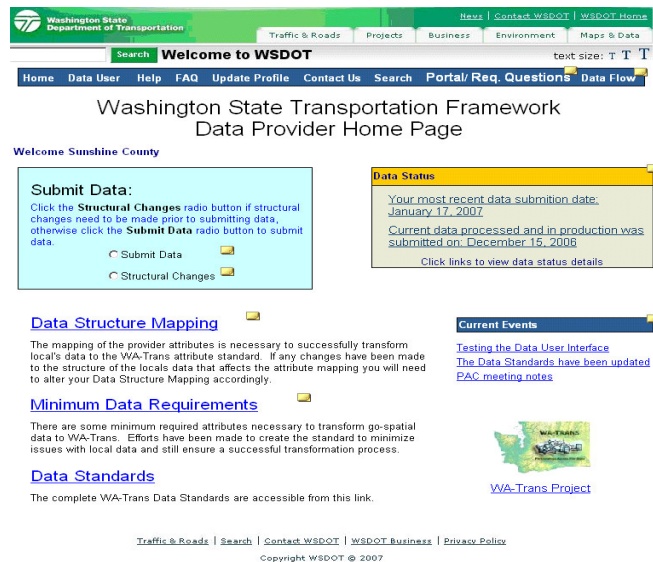 Washington State
Department of Transportation
News | Contact WSDOT | WSDOT Home
Traffic & Roads Projects Business Environment Maps & Data
Search Welcome to WSDOT text size: T T T
Home Data User Help FAQ Update Profile Contact Us Search Portal/ Req. Questions Data Flow
Washington State Transportation Framework
Data Provider Home Page
Welcome Sunshine County
Submit Data:
Click the Structural Changes radio button if structural
changes need to be made prior to submitting data,
otherwise click the Submit Data radio button to submit
data.
Submit Data
Structural Changes
Data Status
Your most recent data submition date:
January 17, 2007
Current data processed and in production was
submitted on: December 15, 2006
Click links to view data status details
Data Structure Mapping
The mapping of the provider attributes is necessary to successfully transform
local's data to the WA-Trans attribute standard. If any changes have been made
to the structure of the locals data that affects the attribute mapping you will need
to alter your Data Structure Mapping accordingly.
Minimum Data Requirements
There are some minimum required attributes necessary to transform go-spatial
data to WA-Trans. Efforts have been made to create the standard to minimize
issues with local data and still ensure a successful transformation process.
Data Standards
The complete WA-Trans Data Standards are accessible from this link.
Current Events
Testing the Data User Interface
The Data Standards have been updated
PAC meeting notes
WA-TRANS
WA-Trans Project
Traffic & Roads | Search | Contact WSDOT | WSDOT Business | Privacy Policy
Copyright WSDOT © 2007